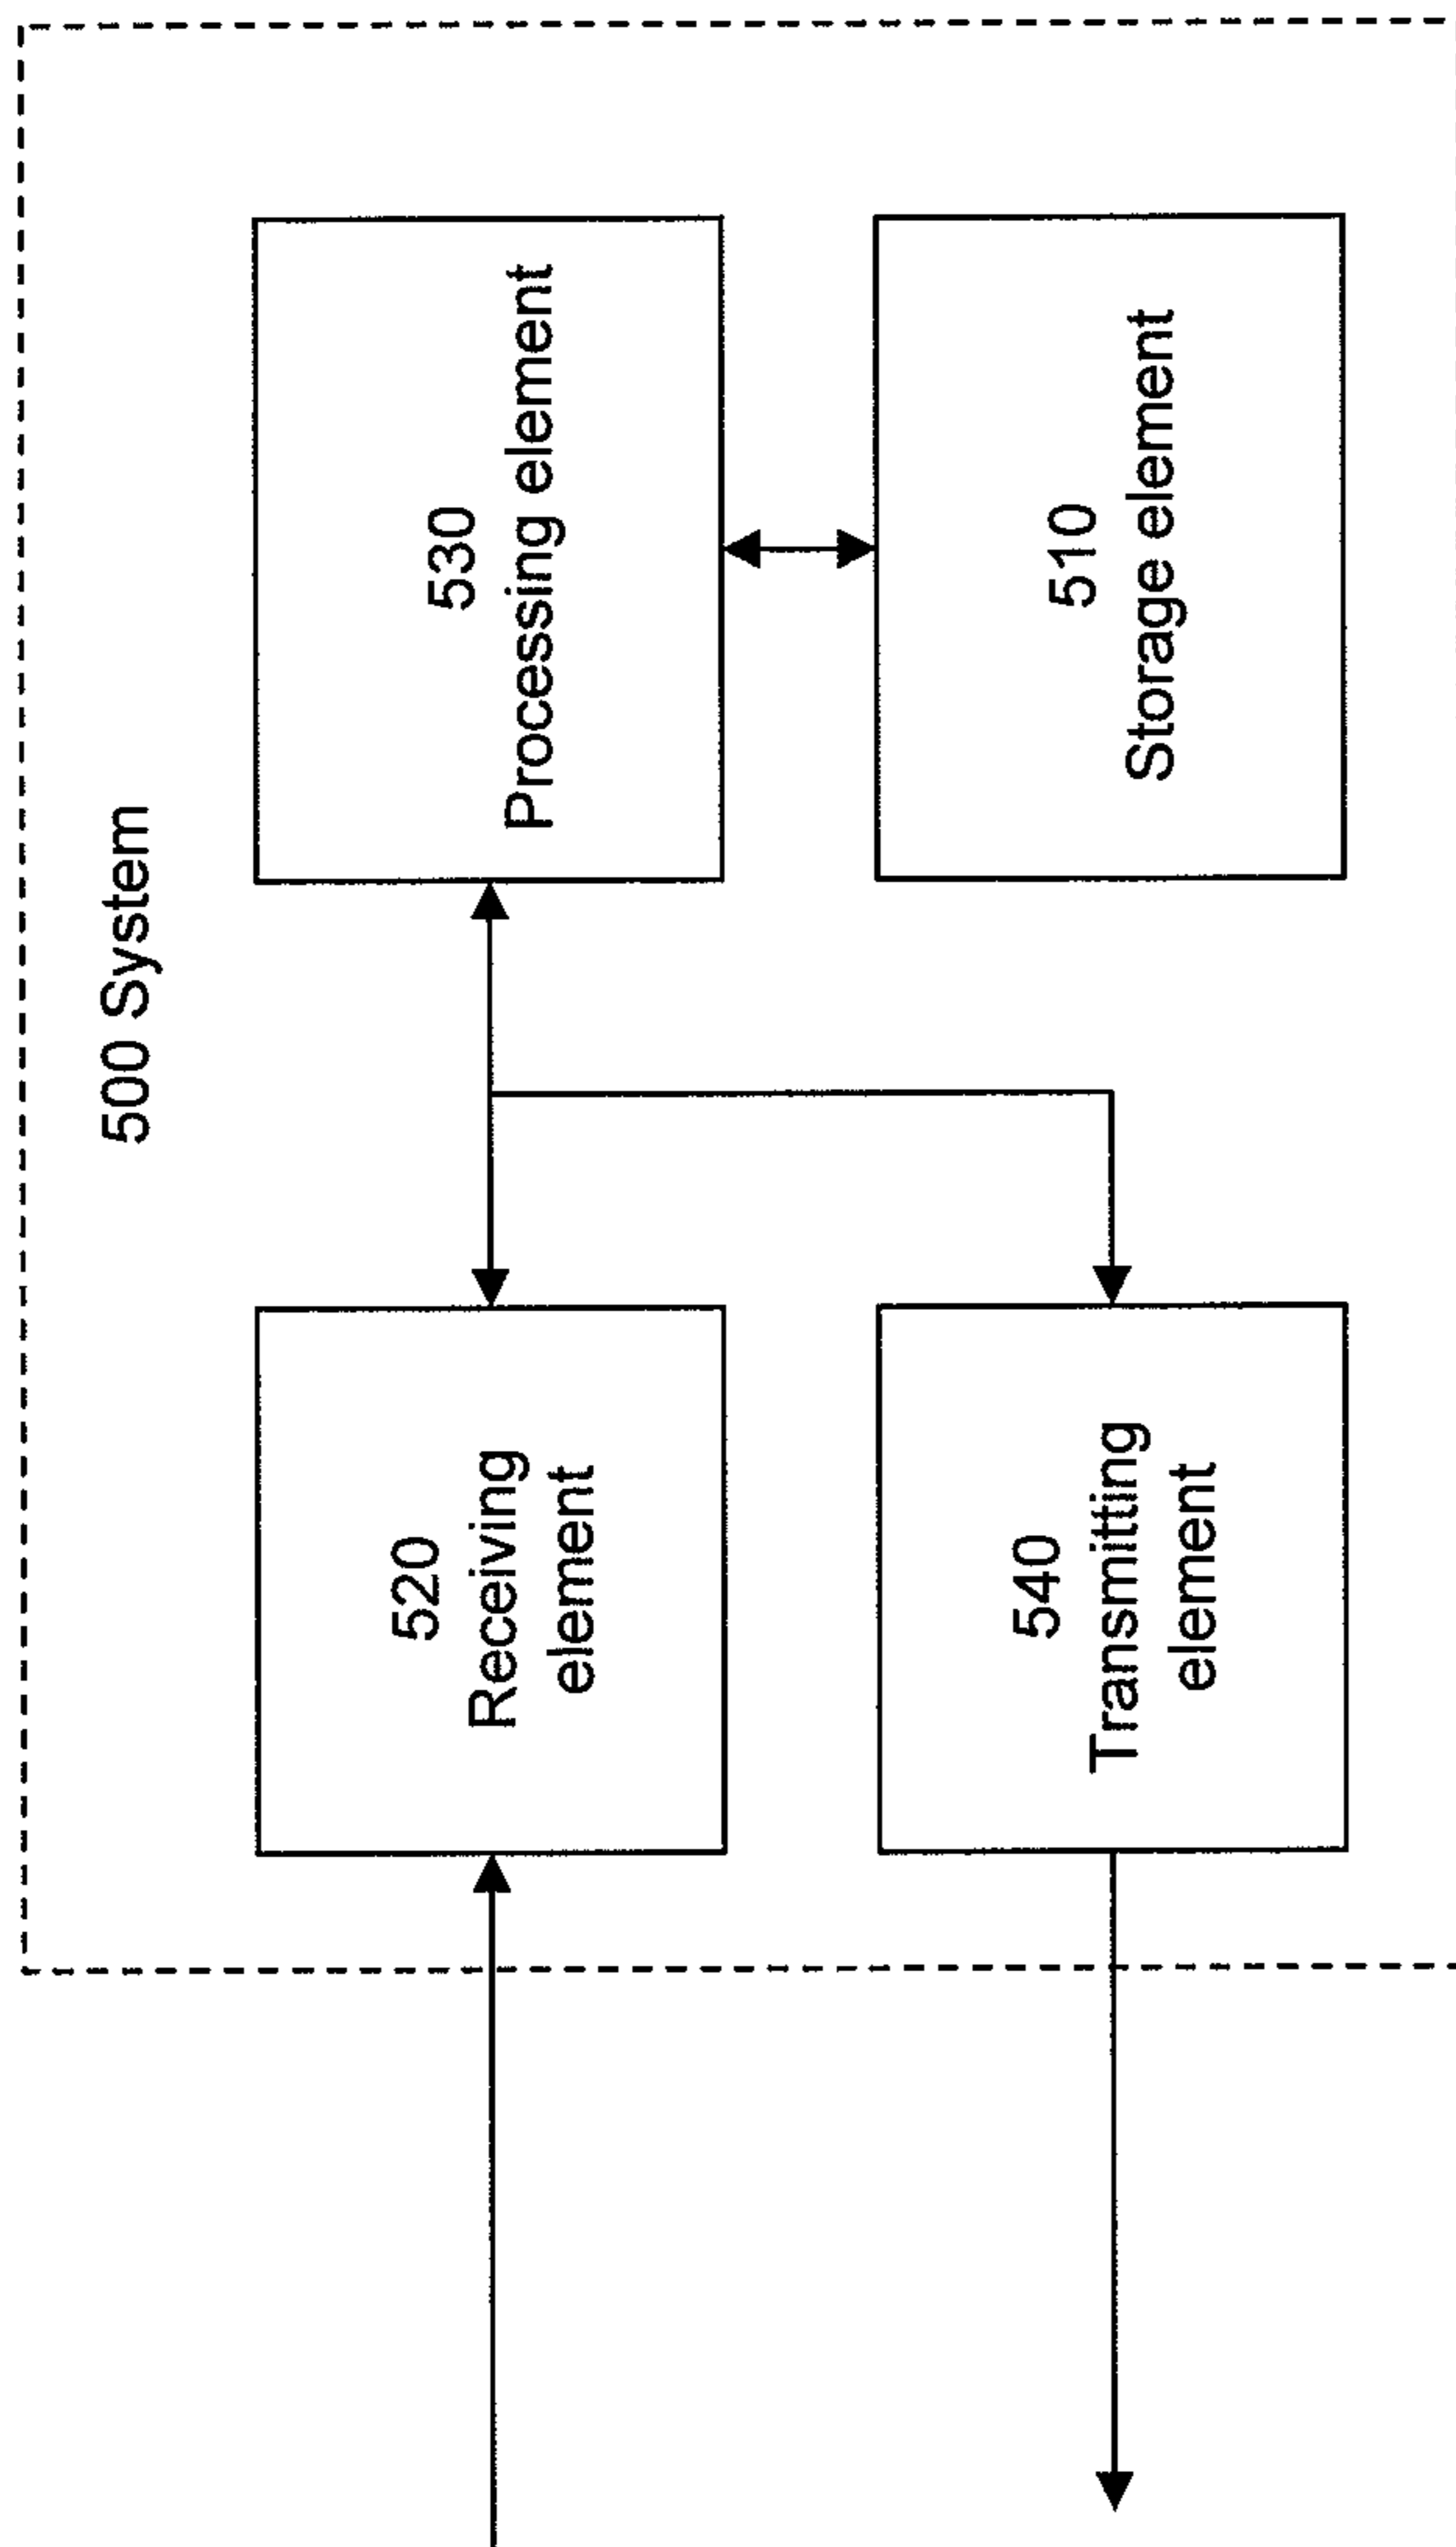 500 System
520
Receiving
element
530
Processing element
540
Transmitting
element
510
Storage element